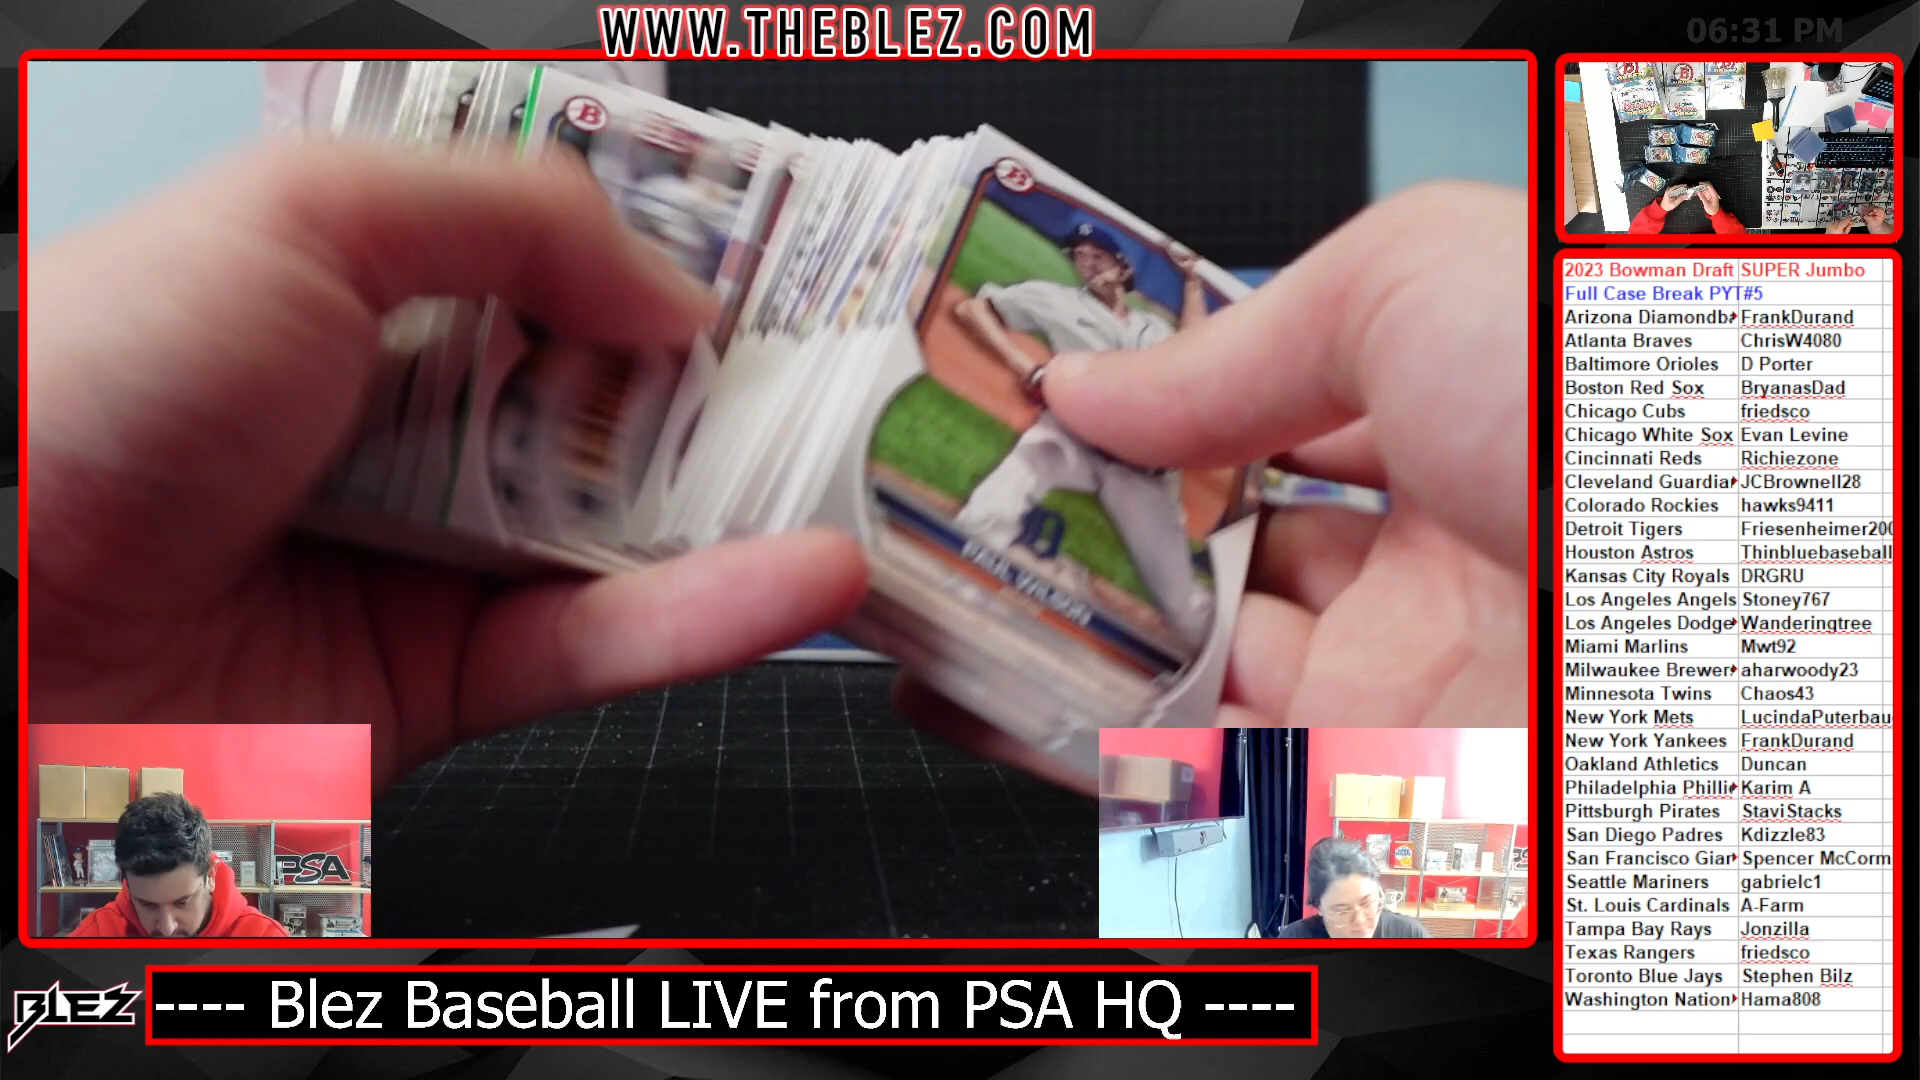 WWW.THEBLEZ.COM
06:31 PM
B
B
PAUL WILSON
D
PSA
2023 Bowman Draft SUPER Jumbo
Full Case Break PYT#5
Arizona Diamondba FrankDurand
Atlanta Braves ChrisW4080
Baltimore Orioles D Porter
Boston Red Sox BryanasDad
Chicago Cubs friedsco
Chicago White Sox Evan Levine
Cincinnati Reds Richiezone
Cleveland Guardia JCBrownell28
Colorado Rockies hawks9411
Detroit Tigers Friesenheimer200
Houston Astros Thinbluebaseball
Kansas City Royals DRGRU
Los Angeles Angels Stoney767
Los Angeles Dodge Wanderingtree
Miami Marlins Mwt92
Milwaukee Brewer aharwoody23
Minnesota Twins Chaos43
New York Mets LucindaPuterbau
New York Yankees FrankDurand
Oakland Athletics Duncan
Philadelphia Philli Karim A
Pittsburgh Pirates StaviStacks
San Diego Padres Kdizzle83
San Francisco Gian Spencer McCorm
Seattle Mariners gabrielc1
St. Louis Cardinals A-Farm
Tampa Bay Rays Jonzilla
Texas Rangers friedsco
Toronto Blue Jays Stephen Bilz
Washington Nation Hama808
BLEZ
---- Blez Baseball LIVE from PSA HQ ----